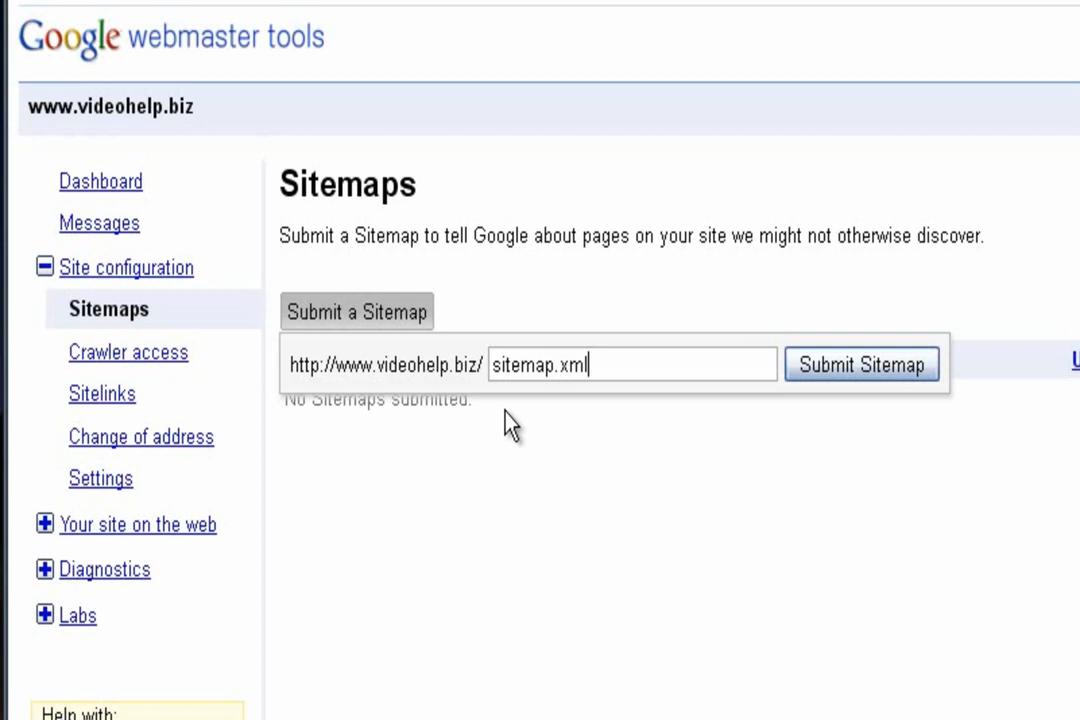 Google webmaster tools
www.videohelp.biz
Dashboard
Messages
Site configuration
Sitemaps
Crawler access
Sitelinks
Change of address
Settings
Your site on the web
Diagnostics
Labs
Help with:
Sitemaps
Submit a Sitemap to tell Google about pages on your site we might not otherwise discover.
Submit a Sitemap
http://www.videohelp.biz/ sitemap.xml Submit Sitemap
No Sitemaps submitted.